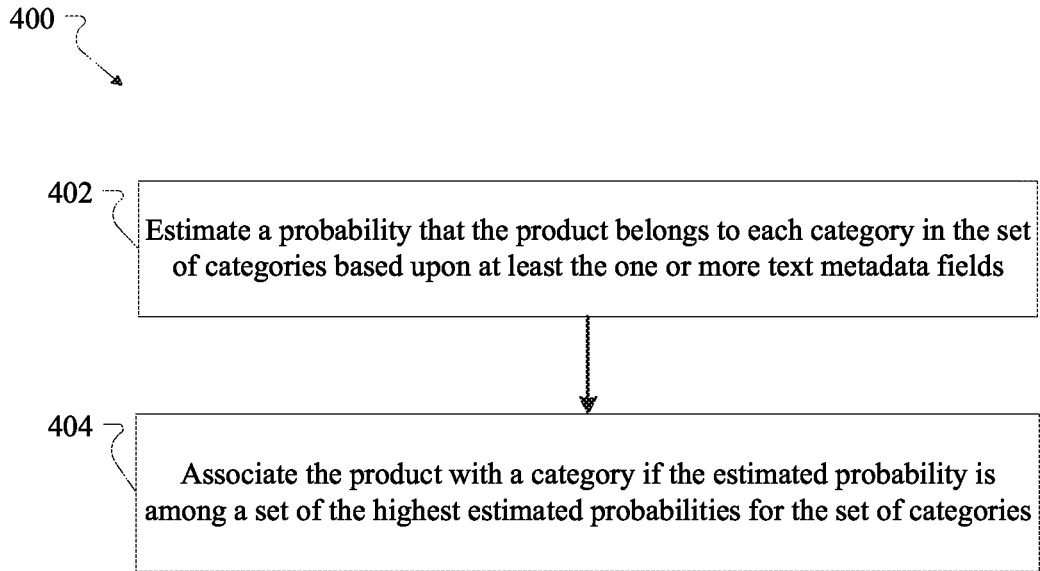 400
402
Estimate a probability that the product belongs to each category in the set
of categories based upon at least the one or more text metadata fields
404
Associate the product with a category if the estimated probability is
among a set of the highest estimated probabilities for the set of categories